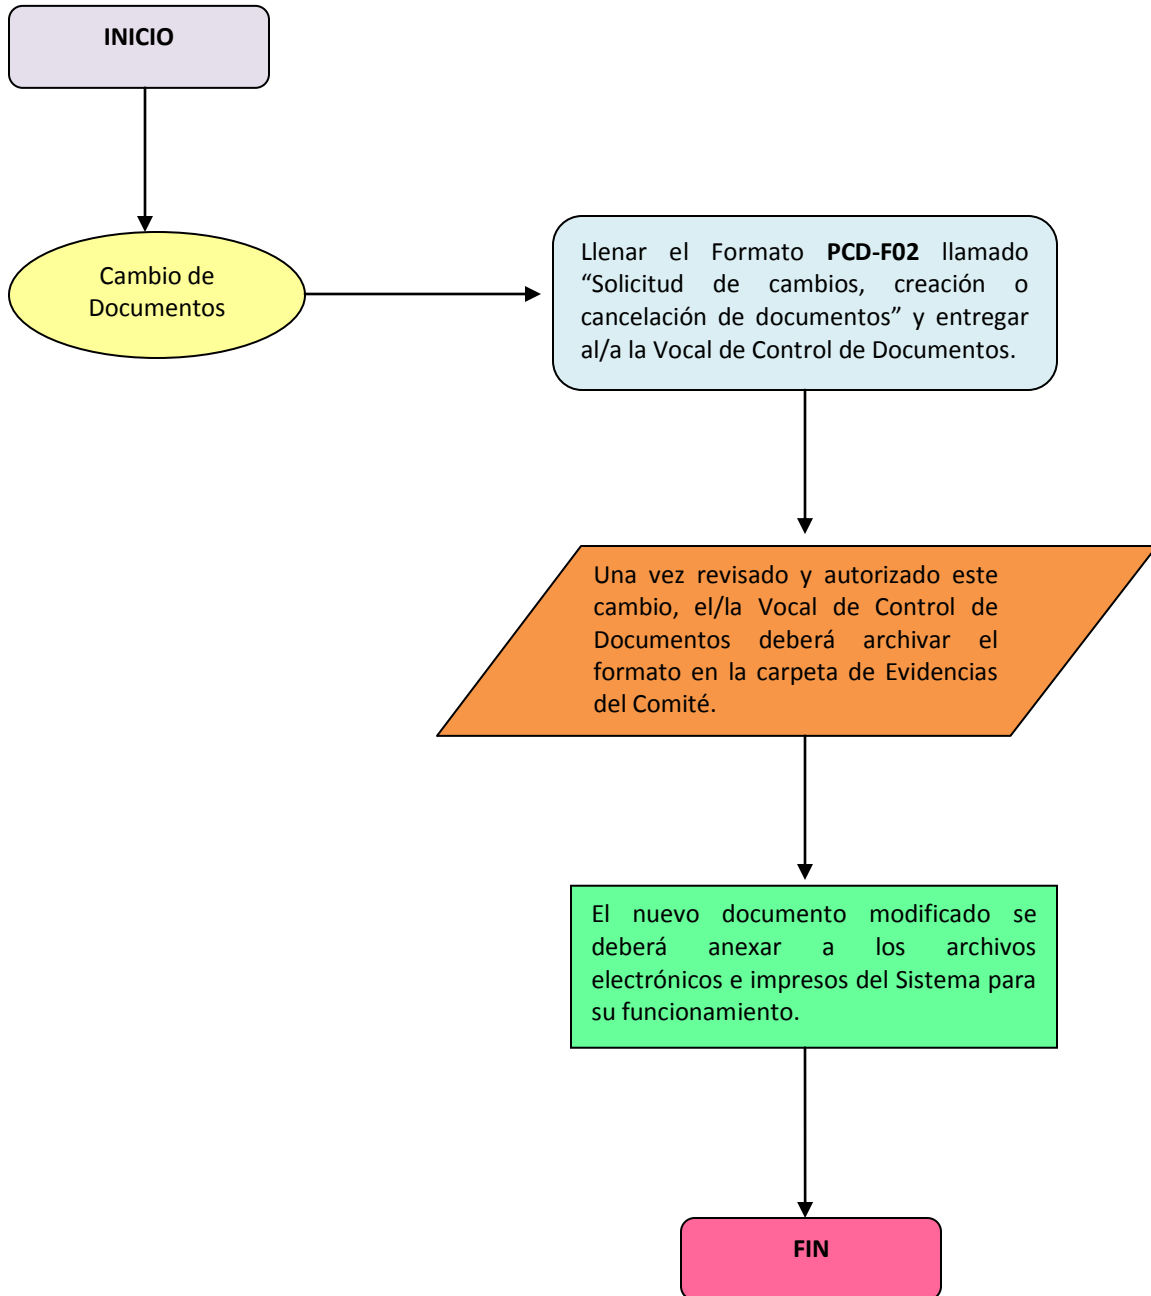 INICIO
Cambio de
Documentos
Llenar el Formato PCD-F02 llamado
“Solicitud de cambios, creación o
cancelación de documentos” y entregar
al/a la Vocal de Control de Documentos.
Una vez revisado y autorizado este
cambio, el/la Vocal de Control de
Documentos deberá archivar el
formato en la carpeta de Evidencias
del Comité.
El nuevo documento modificado se
deberá anexar a los archivos
electrónicos e impresos del Sistema para
su funcionamiento.
FIN